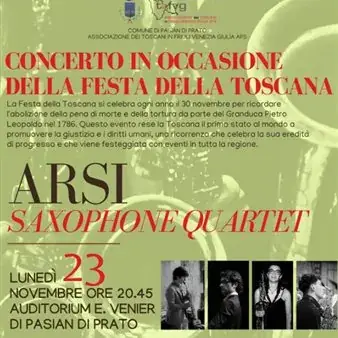 fvg
COMUNE DI PASIAN DI PRATO
ASSOCIAZIONE DEI TOSCANI IN FRIULI VENEZIA GIULIA APS
CONCERTO IN OCCASIONE
DELLA FESTA DELLA TOSCANA
La Festa della Toscana si celebra ogni anno il 30 novembre per ricordare
l'abolizione della pena di morte e della tortura da parte del Granduca Pietro
Leopoldo nel 1786. Questo evento rese la Toscana il primo stato al mondo a
promuovere la giustizia e i diritti umani, una ricorrenza che celebra la sua eredità
di progresso e che viene festeggiata con eventi in tutta la regione.
ARSI
SAXOPHONE QUARTET
LUNEDÌ 23
NOVEMBRE ORE 20.45
AUDITORIUM E. VENIER
DI PASIAN DI PRATO